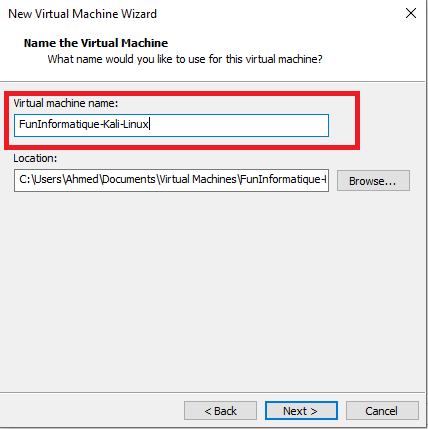 New Virtual Machine Wizard
Name the Virtual Machine
What name would you like to use for this virtual machine?
Virtual machine name:
FunInformatique-Kali-Linux
Location:
C:\Users\Ahmed\Documents\Virtual Machines\FunInformatique-
Browse...
< Back
Next >
Cancel